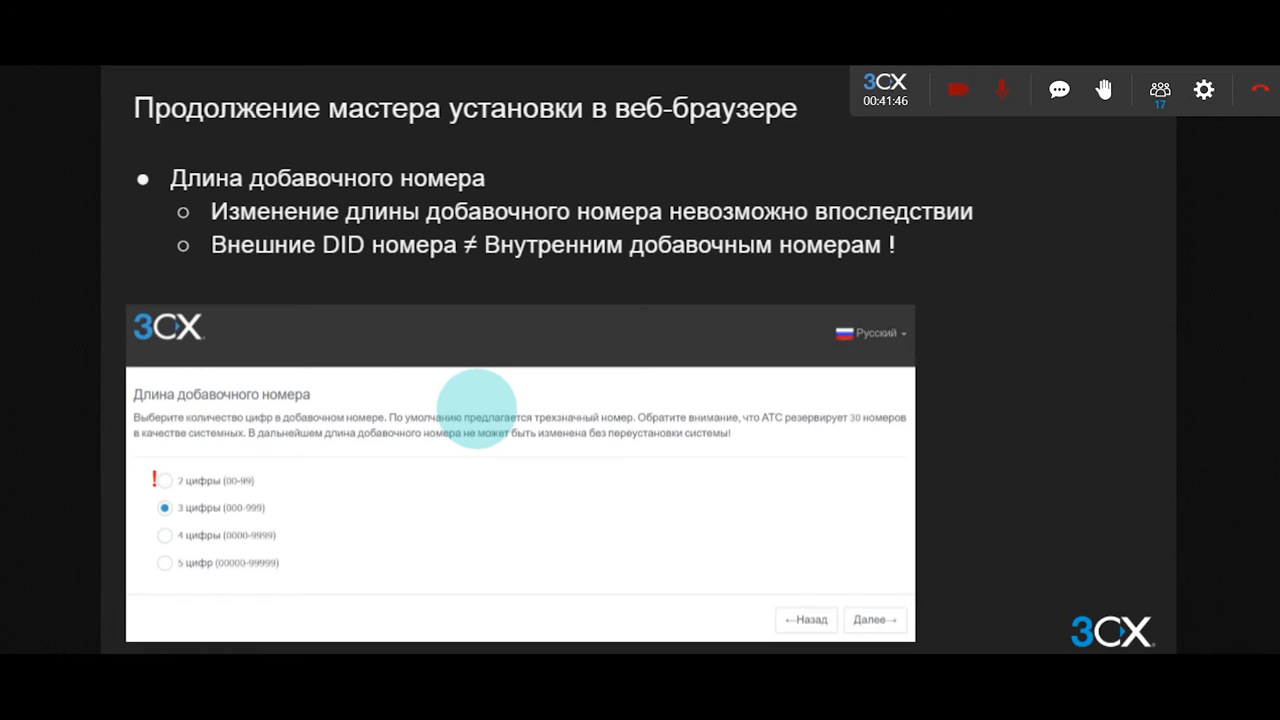 3CX
00:41:46
17
Продолжение мастера установки в веб-браузере
● Длина добавочного номера
○ Изменение длины добавочного номера невозможно впоследствии
○ Внешние DID номера ≠ Внутренним добавочным номерам !
3CX
Русский
Длина добавочного номера
Выберите количество цифр в добавочном номере. По умолчанию предлагается трехзначный номер. Обратите внимание, что АТС резервирует 30 номеров
в качестве системных. В дальнейшем длина добавочного номера не может быть изменена без переустановки системы!
! 2 цифры (00-99)
3 цифры (000-999)
4 цифры (0000-9999)
5 цифр (00000-99999)
←Назад Далее→
3CX